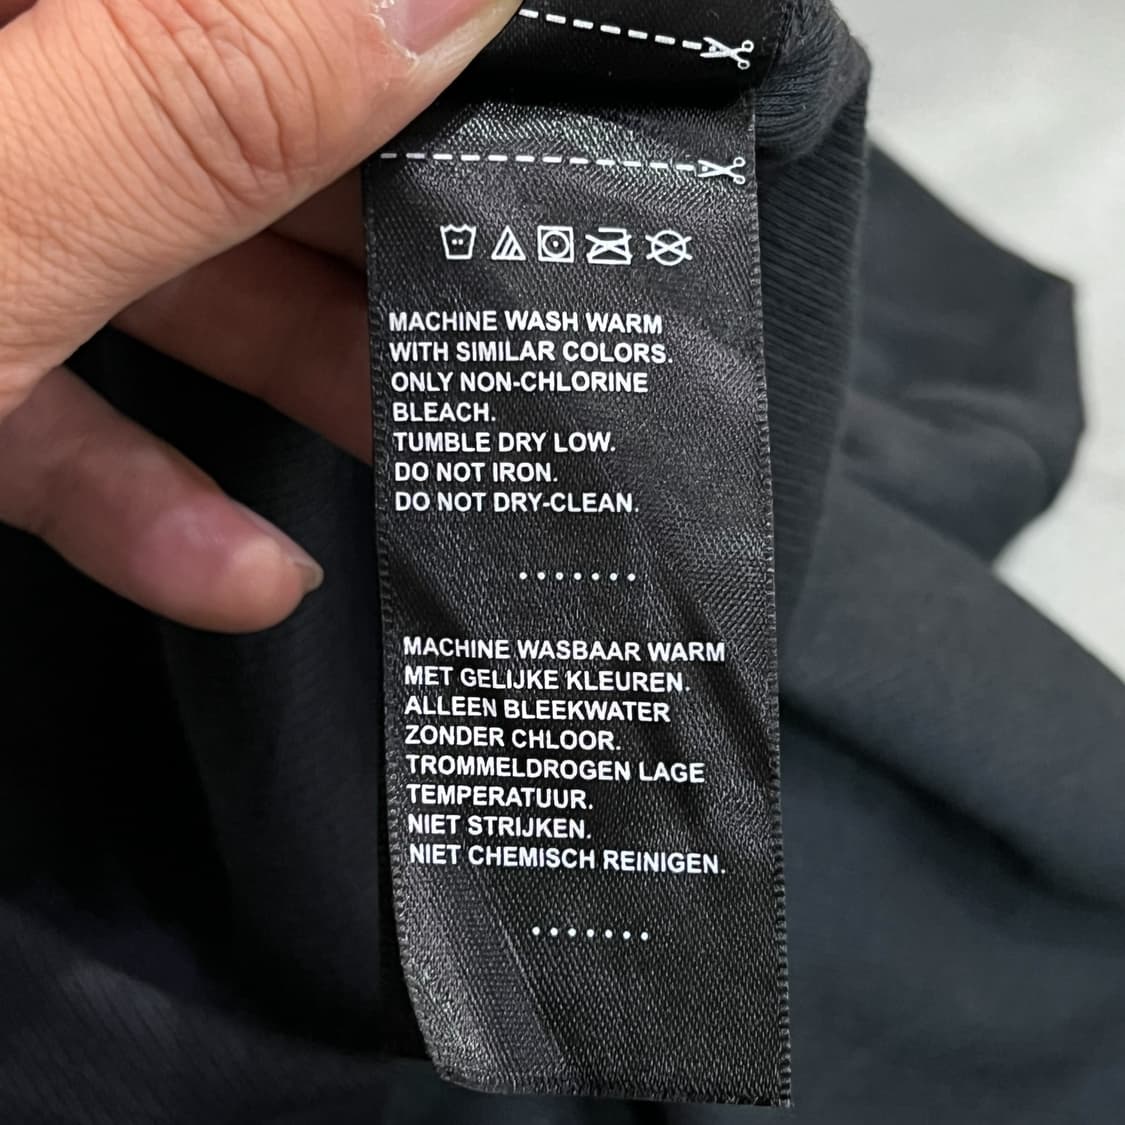 MACHINE WASH WARM
WITH SIMILAR COLORS.
ONLY NON-CHLORINE
BLEACH.
TUMBLE DRY LOW.
DO NOT IRON.
DO NOT DRY-CLEAN.
MACHINE WASBAAR WARM
MET GELIJKE KLEUREN.
ALLEEN BLEEKWATER
ZONDER CHLOOR.
TROMMELDROGEN LAGE
TEMPERATUUR.
NIET STRIJKEN.
NIET CHEMISCH REINIGEN.